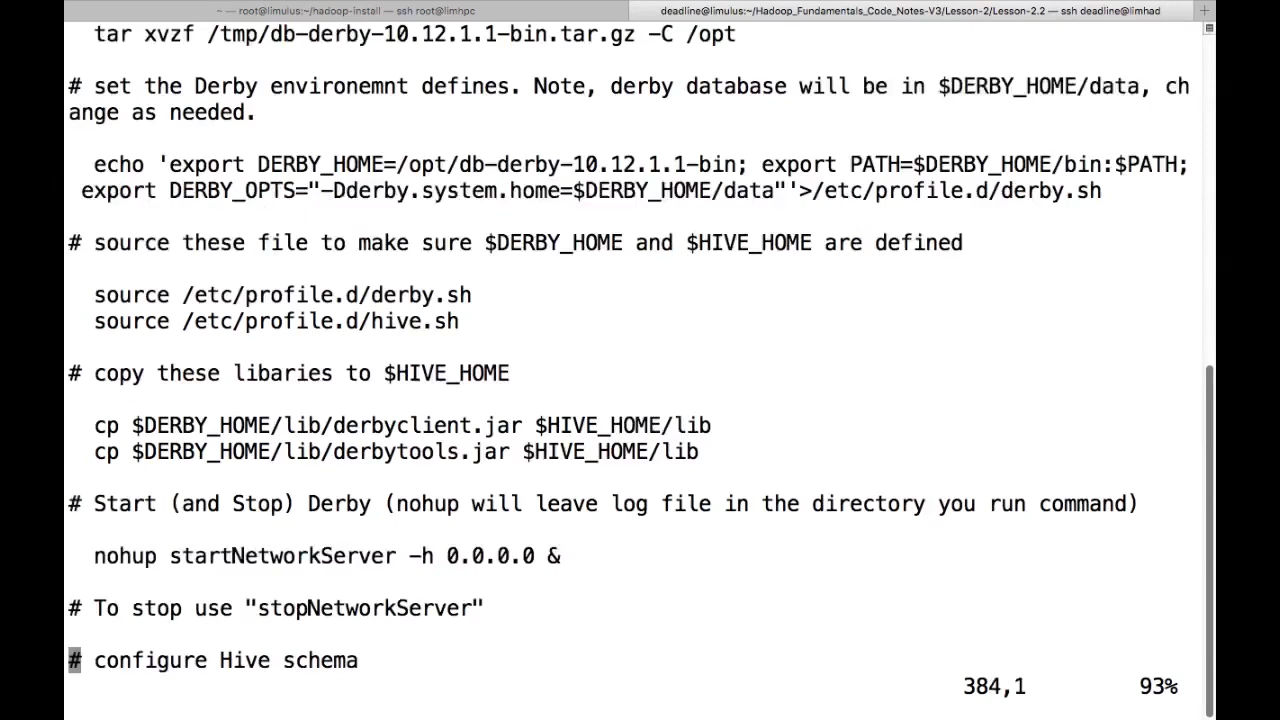 ~ — root@limulus:~/hadoop-install — ssh root@limhpc
deadline@limulus:~/Hadoop_Fundamentals_Code_Notes-V3/Lesson-2/Lesson-2.2 — ssh deadline@limhad
+
tar xvzf /tmp/db-derby-10.12.1.1-bin.tar.gz -C /opt
# set the Derby environemnt defines. Note, derby database will be in $DERBY_HOME/data, ch
ange as needed.
echo 'export DERBY_HOME=/opt/db-derby-10.12.1.1-bin; export PATH=$DERBY_HOME/bin:$PATH;
export DERBY_OPTS="-Dderby.system.home=$DERBY_HOME/data"'>/etc/profile.d/derby.sh
# source these file to make sure $DERBY_HOME and $HIVE_HOME are defined
source /etc/profile.d/derby.sh
source /etc/profile.d/hive.sh
# copy these libaries to $HIVE_HOME
cp $DERBY_HOME/lib/derbyclient.jar $HIVE_HOME/lib
cp $DERBY_HOME/lib/derbytools.jar $HIVE_HOME/lib
# Start (and Stop) Derby (nohup will leave log file in the directory you run command)
nohup startNetworkServer -h 0.0.0.0 &
# To stop use "stopNetworkServer"
# configure Hive schema
384,1 93%